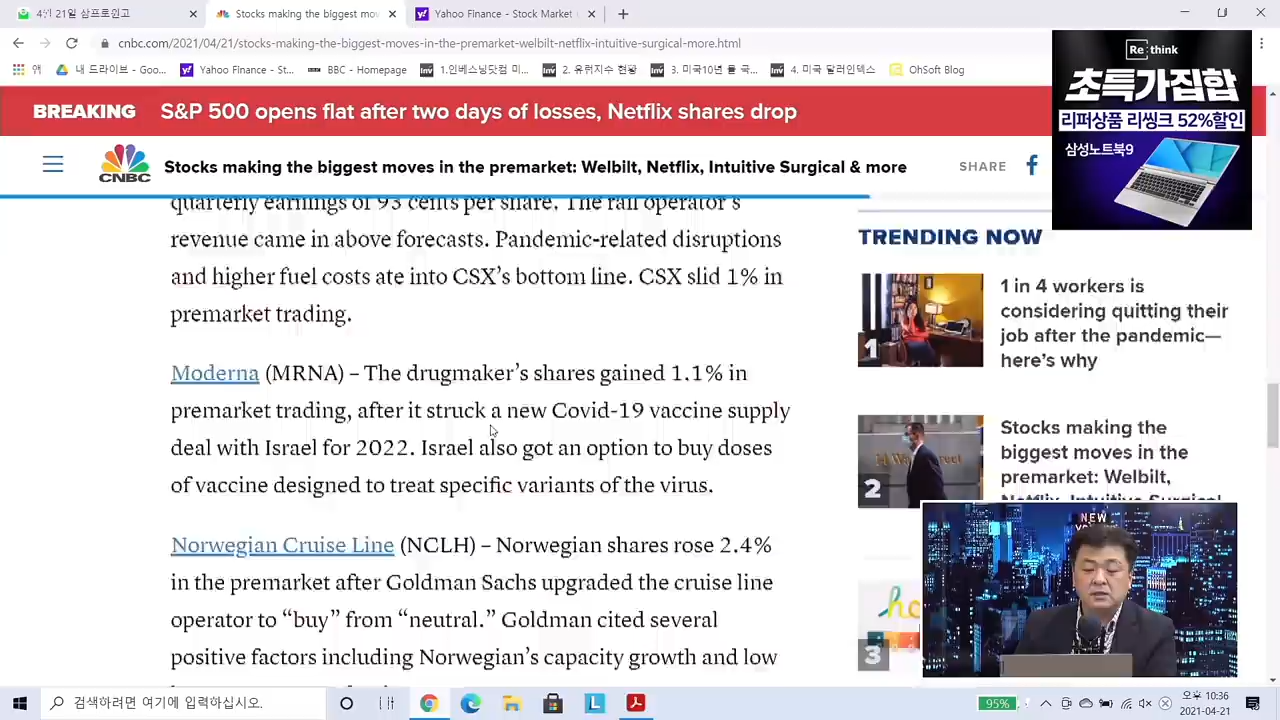 4월 21일 삼프로원고
Stocks making the biggest mov
Yahoo Finance - Stock Market
cnbc.com/2021/04/21/stocks-making-the-biggest-moves-in-the-premarket-welbilt-netflix-intuitive-surgical-more.html
앱
내 드라이브 - Goo...
Yahoo Finance - St...
BBC - Homepage
1.인베스팅닷컴 미...
2. 유럽지수 현황
3. 미국10년 물 국...
4. 미국 달러인덱스
OhSoft Blog
Re:think
초특가집합
리퍼상품 리씽크 52%할인
삼성노트북9
BREAKING S&P 500 opens flat after two days of losses, Netflix shares drop
CNBC
Stocks making the biggest moves in the premarket: Welbilt, Netflix, Intuitive Surgical & more
SHARE
quarterly earnings of 93 cents per share. The rail operator's
revenue came in above forecasts. Pandemic-related disruptions
and higher fuel costs ate into CSX's bottom line. CSX slid 1% in
premarket trading.
Moderna (MRNA) – The drugmaker's shares gained 1.1% in
premarket trading, after it struck a new Covid-19 vaccine supply
deal with Israel for 2022. Israel also got an option to buy doses
of vaccine designed to treat specific variants of the virus.
Norwegian Cruise Line (NCLH) – Norwegian shares rose 2.4%
in the premarket after Goldman Sachs upgraded the cruise line
operator to “buy” from “neutral.” Goldman cited several
positive factors including Norwegian's capacity growth and low
TRENDING NOW
1
1 in 4 workers is
considering quitting their
job after the pandemic—
here's why
2
Stocks making the
biggest moves in the
premarket: Welbilt,
Netflix, Intuitive Surgical
3
NEW
검색하려면 여기에 입력하십시오.
95%
오후 10:36
2021-04-21